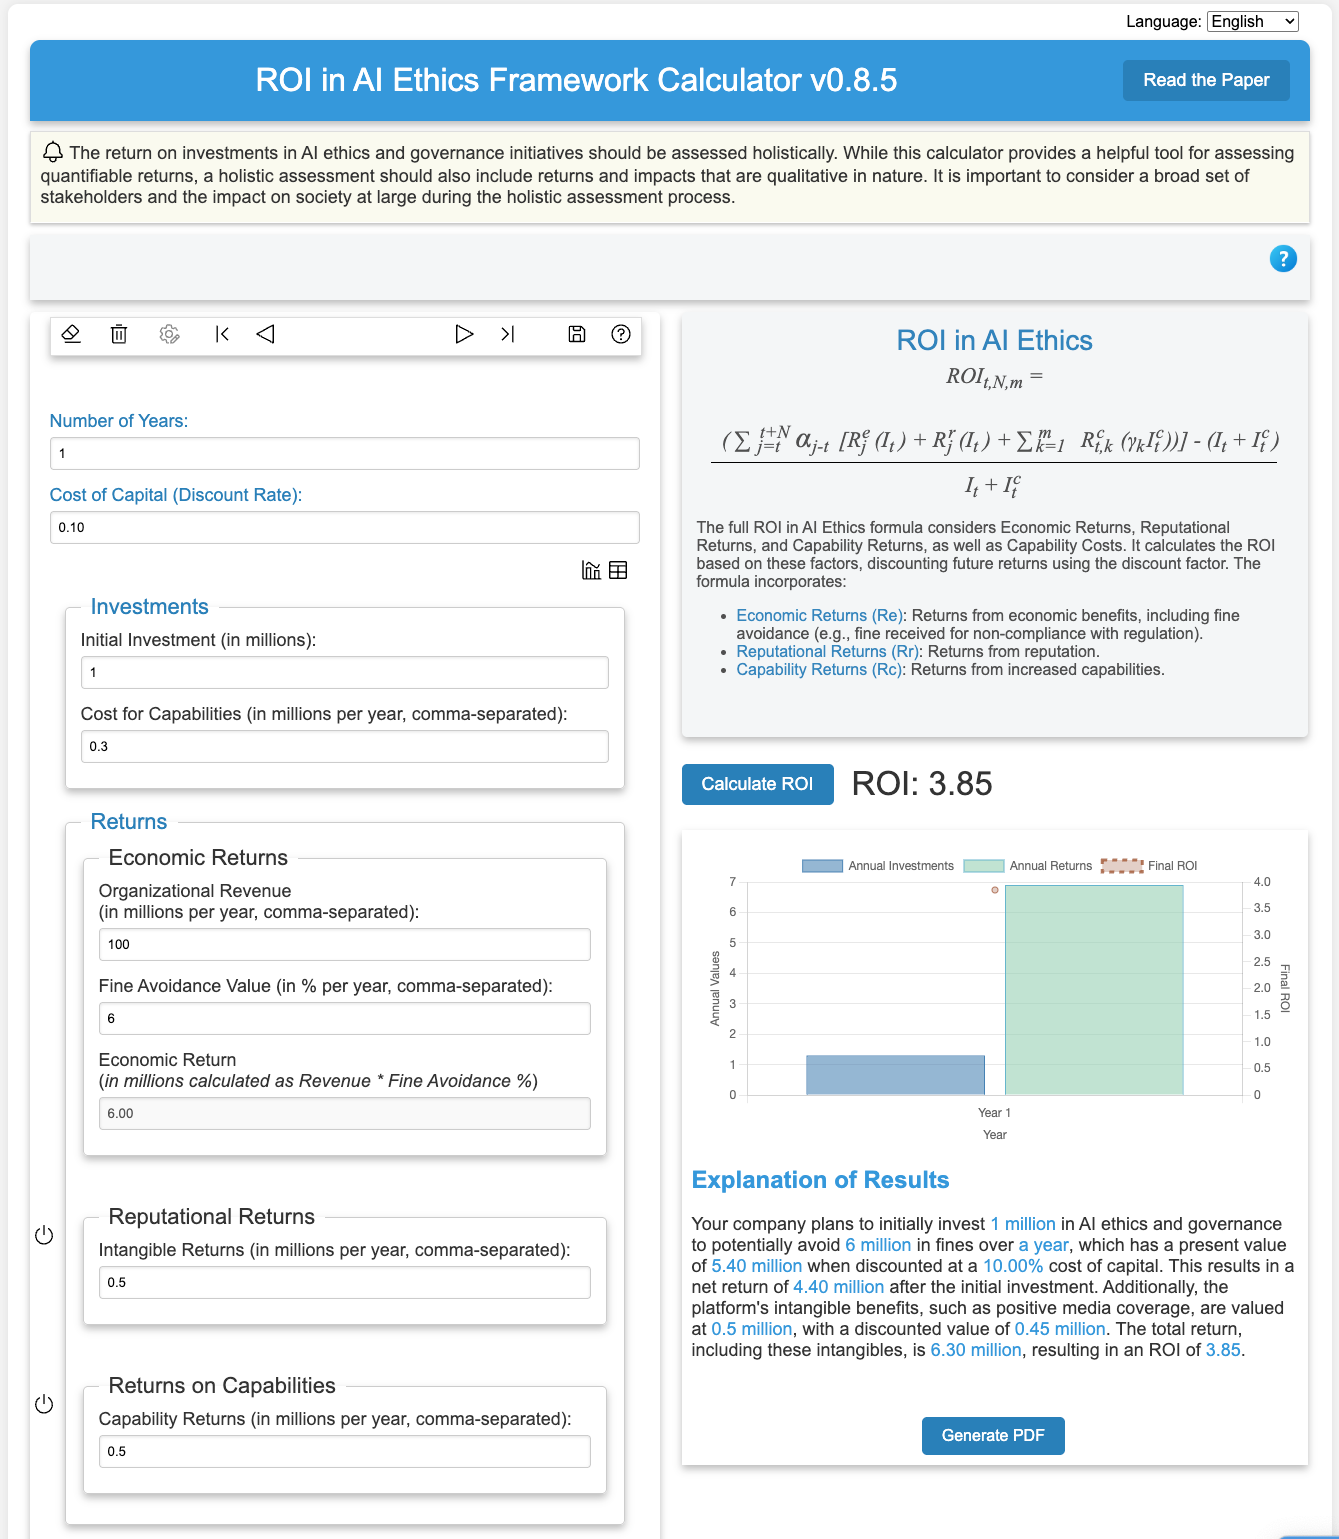 Language: English
ROI in AI Ethics Framework Calculator v0.8.5
Read the Paper
The return on investments in AI ethics and governance initiatives should be assessed holistically. While this calculator provides a helpful tool for assessing
quantifiable returns, a holistic assessment should also include returns and impacts that are qualitative in nature. It is important to consider a broad set of
stakeholders and the impact on society at large during the holistic assessment process.
?
Number of Years:
1
Cost of Capital (Discount Rate):
0.10
Investments
Initial Investment (in millions):
1
Cost for Capabilities (in millions per year, comma-separated):
0.3
Returns
Economic Returns
Organizational Revenue
(in millions per year, comma-separated):
100
Fine Avoidance Value (in % per year, comma-separated):
6
Economic Return
(in millions calculated as Revenue * Fine Avoidance %)
6.00
Reputational Returns
Intangible Returns (in millions per year, comma-separated):
0.5
Returns on Capabilities
Capability Returns (in millions per year, comma-separated):
0.5
ROI in AI Ethics
ROI t,N,m =
(∑ t+N j=t α j-t [R e j (I t) + R r j (I t) + ∑ m k=1 R c t,k (γ k I c t))] - (I t + I c t)
I t + I c t
The full ROI in AI Ethics formula considers Economic Returns, Reputational
Returns, and Capability Returns, as well as Capability Costs. It calculates the ROI
based on these factors, discounting future returns using the discount factor. The
formula incorporates:
• Economic Returns (Re): Returns from economic benefits, including fine
avoidance (e.g., fine received for non-compliance with regulation).
• Reputational Returns (Rr): Returns from reputation.
• Capability Returns (Rc): Returns from increased capabilities.
Calculate ROI
ROI: 3.85
Annual Investments Annual Returns Final ROI
7
6
5
4
3
2
1
0
Annual Values
4.0
3.5
3.0
2.5
2.0
1.5
1.0
0.5
0
Final ROI
Year 1
Year
Explanation of Results
Your company plans to initially invest 1 million in AI ethics and governance
to potentially avoid 6 million in fines over a year, which has a present value
of 5.40 million when discounted at a 10.00% cost of capital. This results in a
net return of 4.40 million after the initial investment. Additionally, the
platform's intangible benefits, such as positive media coverage, are valued
at 0.5 million, with a discounted value of 0.45 million. The total return,
including these intangibles, is 6.30 million, resulting in an ROI of 3.85.
Generate PDF